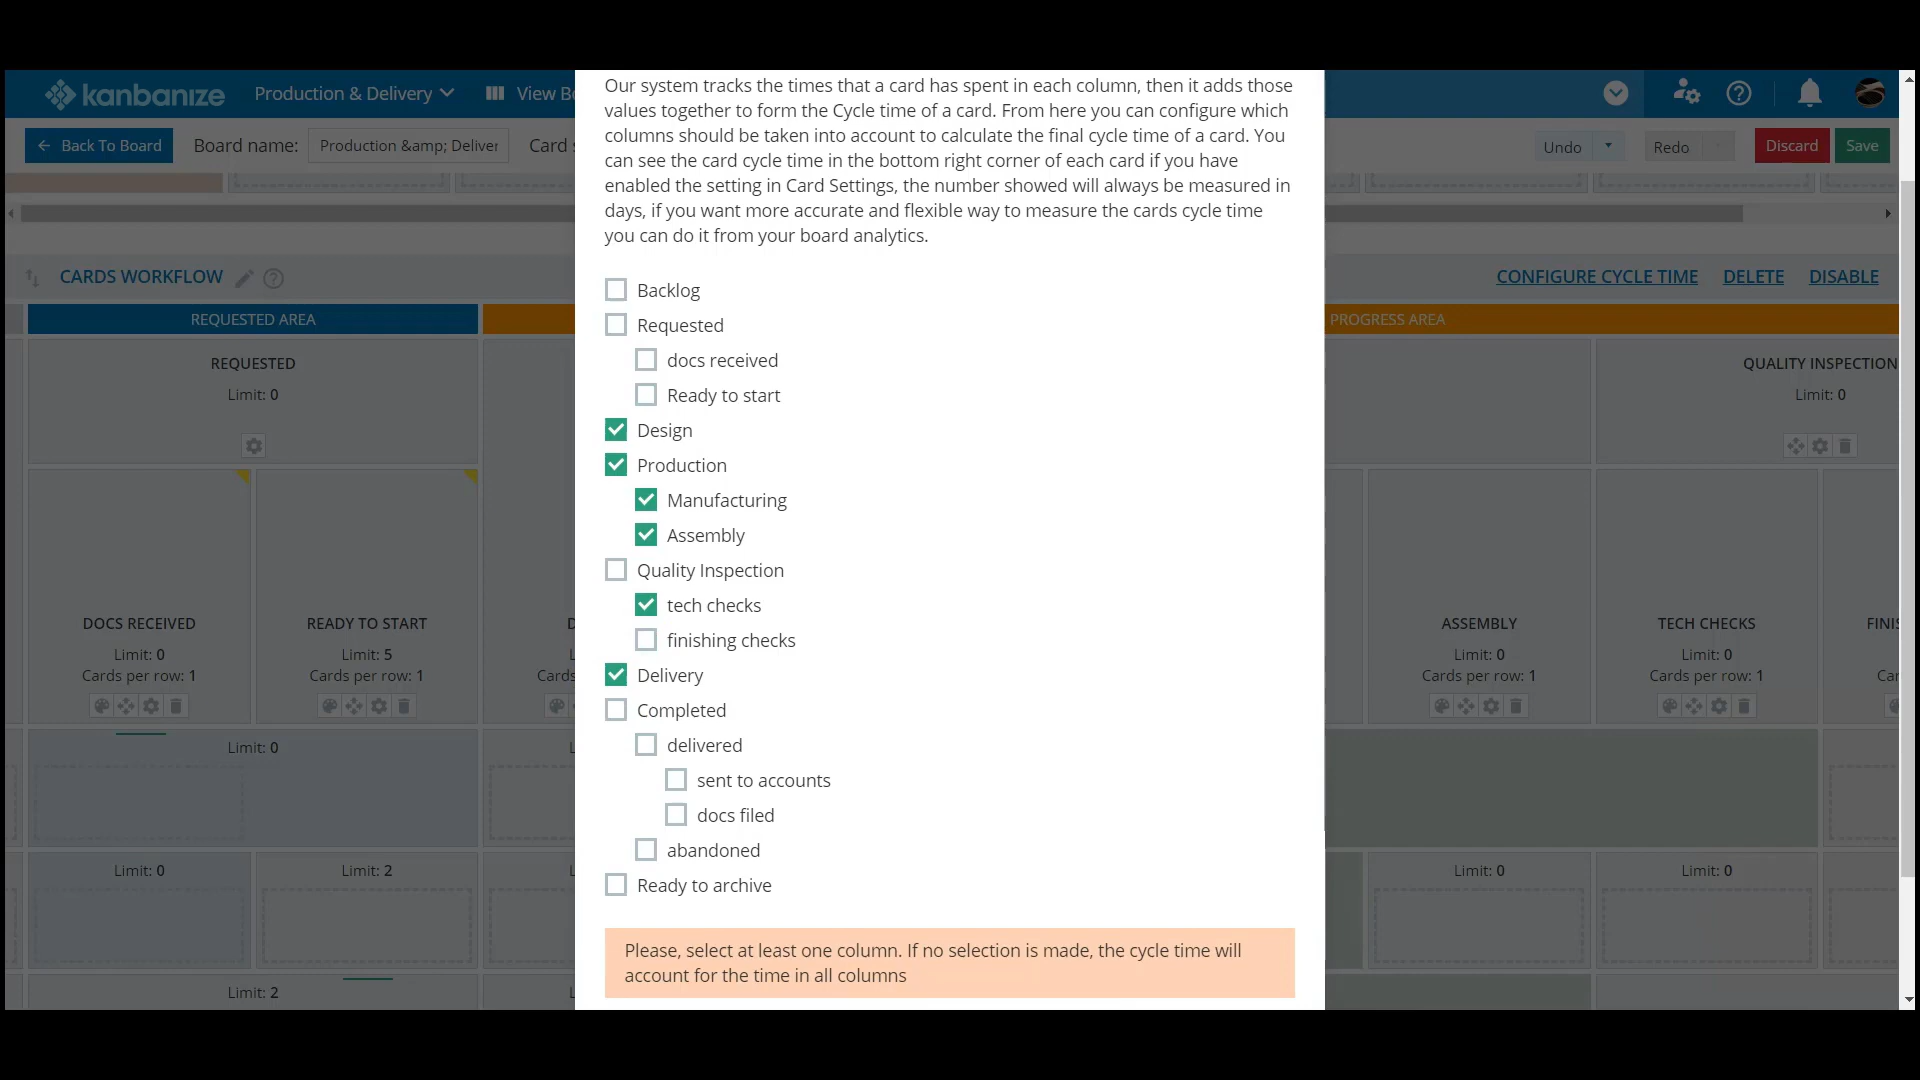 Our system tracks the times that a card has spent in each column, then it adds those
values together to form the Cycle time of a card. From here you can configure which
columns should be taken into account to calculate the final cycle time of a card. You
can see the card cycle time in the bottom right corner of each card if you have
enabled the setting in Card Settings, the number showed will always be measured in
days, if you want more accurate and flexible way to measure the cards cycle time
you can do it from your board analytics.
kanbanize Production & Delivery View
Back To Board Board name: Production &amp; Deliver Card
Undo Redo Discard Save
CARDS WORKFLOW
CONFIGURE CYCLE TIME DELETE DISABLE
REQUESTED AREA
PROGRESS AREA
REQUESTED
Limit: 0
QUALITY INSPECTION
Limit: 0
DOCS RECEIVED
Limit: 0
Cards per row: 1
READY TO START
Limit: 5
Cards per row: 1
Cards
ASSEMBLY
Limit: 0
Cards per row: 1
TECH CHECKS
Limit: 0
Cards per row: 1
Limit: 0
Limit: 0
Limit: 2
Limit: 0
Limit: 0
Limit: 2
Backlog
Requested
docs received
Ready to start
Design
Production
Manufacturing
Assembly
Quality Inspection
tech checks
finishing checks
Delivery
Completed
delivered
sent to accounts
docs filed
abandoned
Ready to archive
Please, select at least one column. If no selection is made, the cycle time will
account for the time in all columns